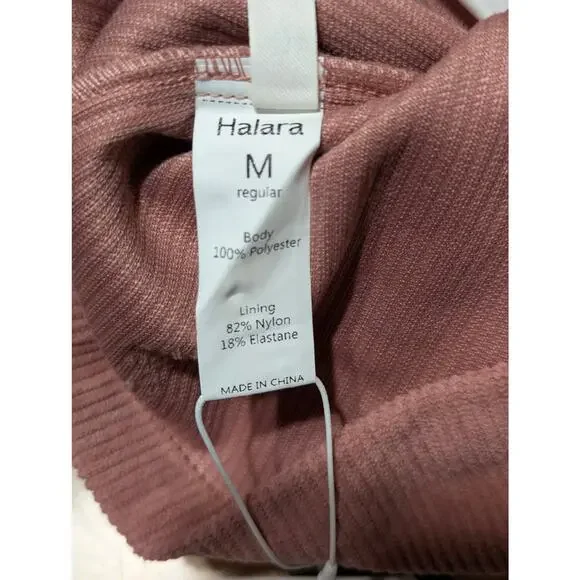 Halara
M
regular
Body
100% Polyester
Lining
82% Nylon
18% Elastane
MADE IN CHINA